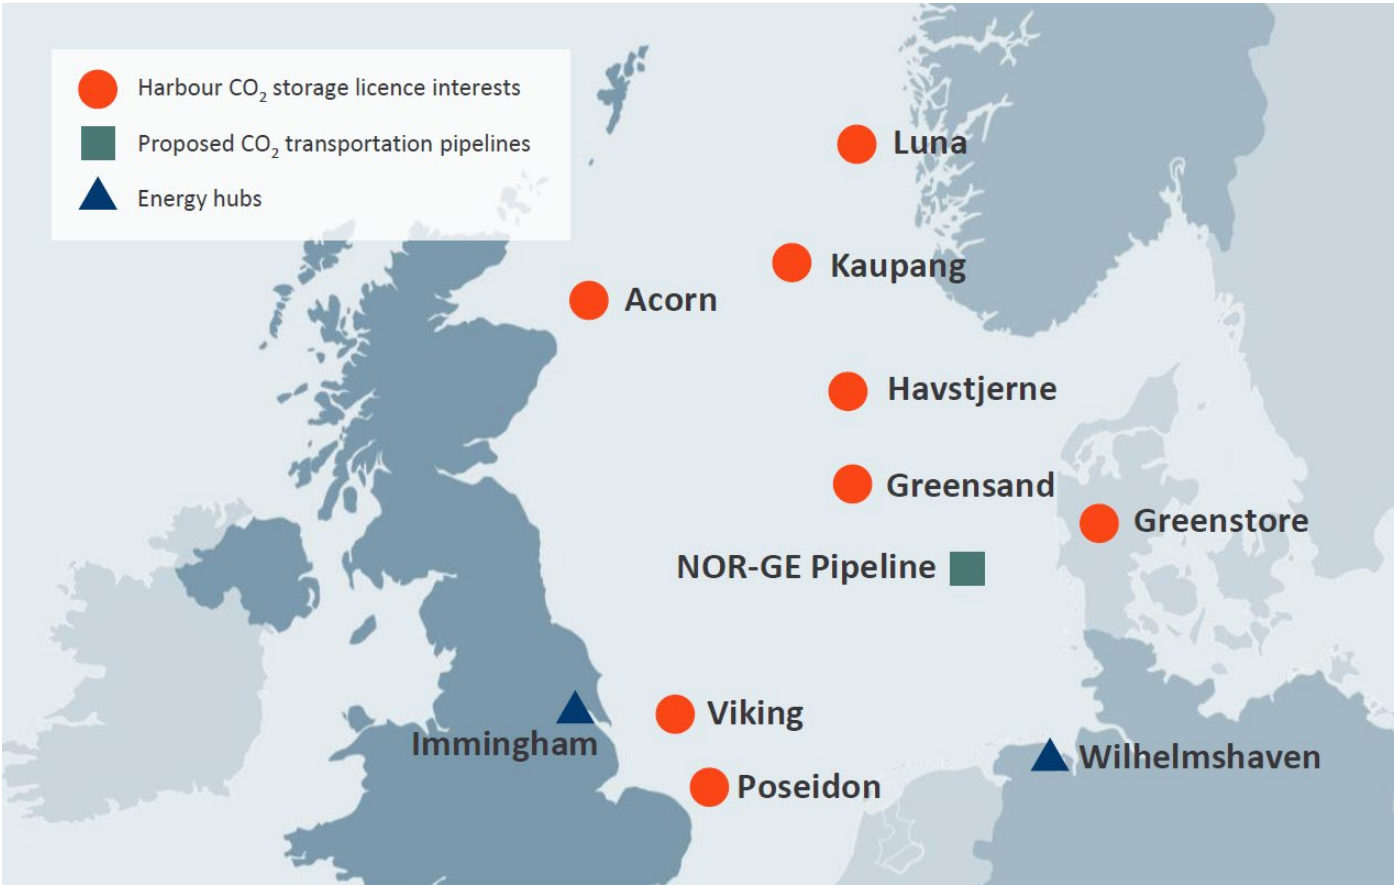 Harbour CO₂ storage licence interests
Proposed CO₂ transportation pipelines
Energy hubs
Luna
Kaupang
Acorn
Havstjerne
Greensand
Greenstore
NOR-GE Pipeline
Viking
Immingham
Wilhelmshaven
Poseidon